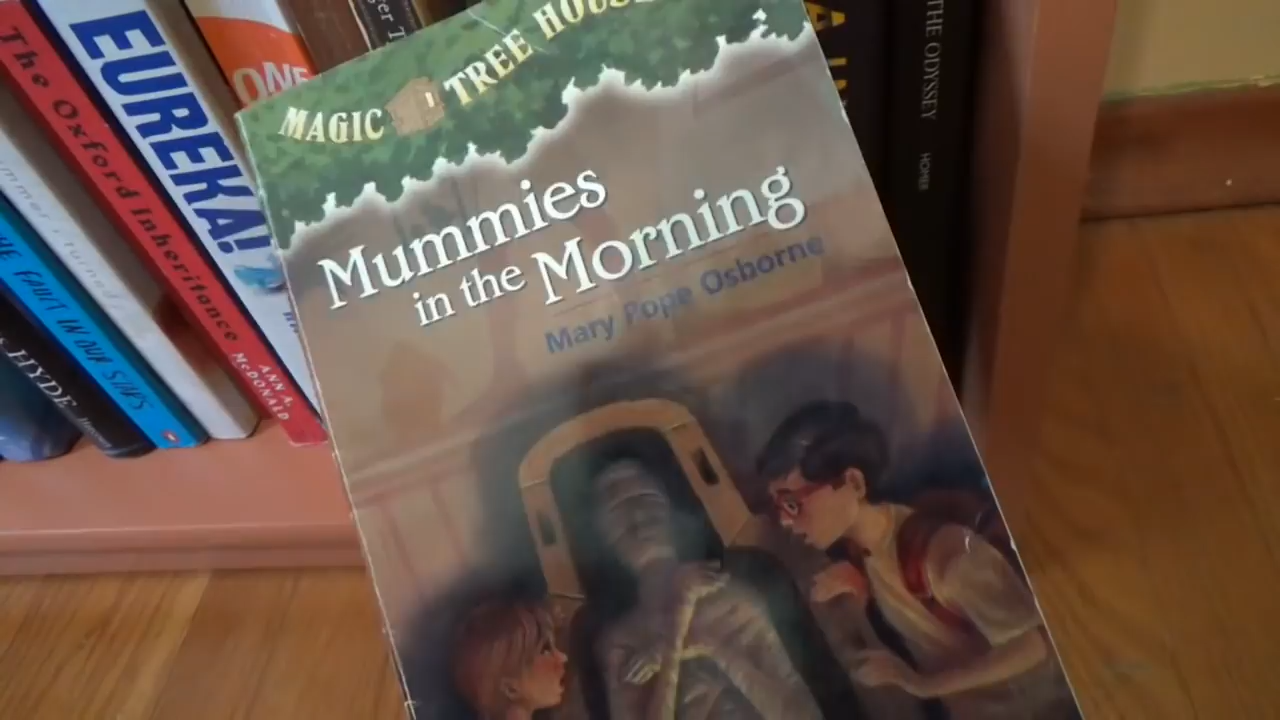 MAGIC TREE HOUSE
Mummies
in the Morning
Mary Pope Osborne
The Oxford Inheritance
ANN A.
McDONALD
EUREKA!
ONE
THE FAULT IN OUR STARS
HYDE
THE ODYSSEY
HOMER